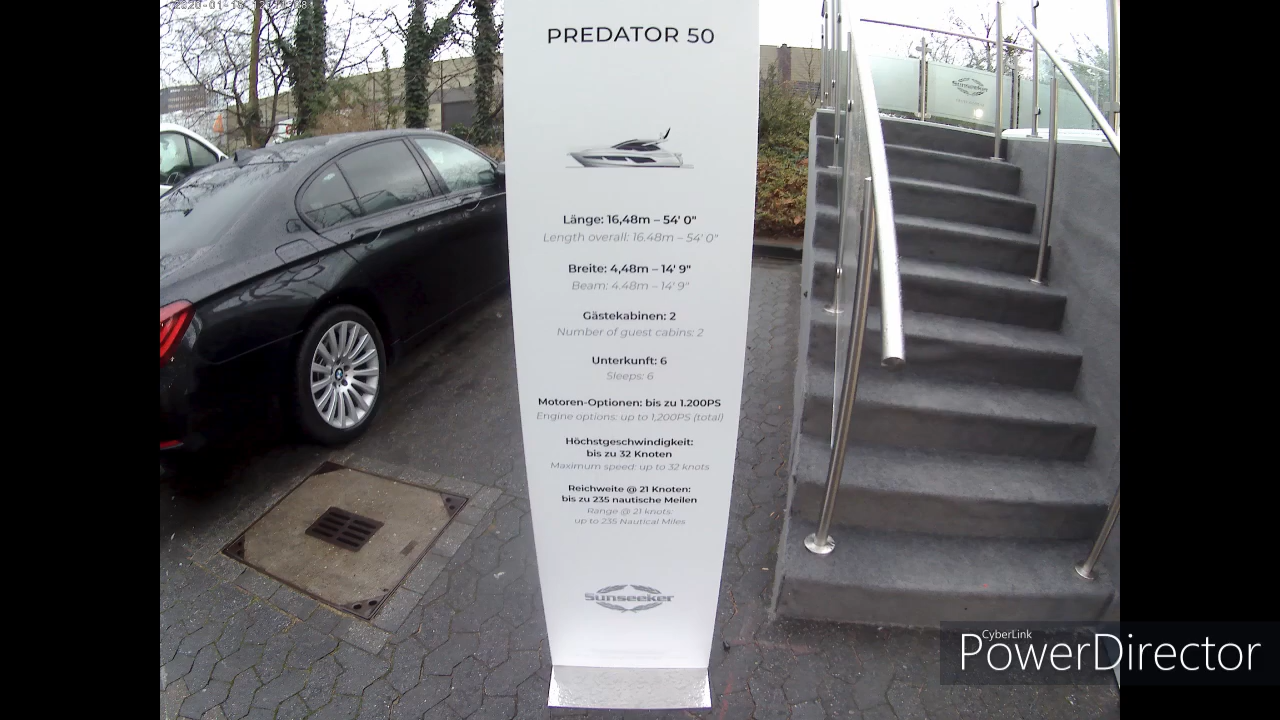 PREDATOR 50
Länge: 16,48m – 54' 0"
Length overall: 16.48m – 54' 0"
Breite: 4,48m – 14' 9"
Beam: 4.48m – 14' 9"
Gästekabinen: 2
Number of guest cabins: 2
Unterkunft: 6
Sleeps: 6
Motoren-Optionen: bis zu 1.200PS
Engine options: up to 1,200PS (total)
Höchstgeschwindigkeit:
bis zu 32 Knoten
Maximum speed: up to 32 knots
Reichweite @ 21 Knoten:
bis zu 235 nautische Meilen
Range @ 21 knots:
up to 235 Nautical Miles
Sunseeker
CyberLink
PowerDirector